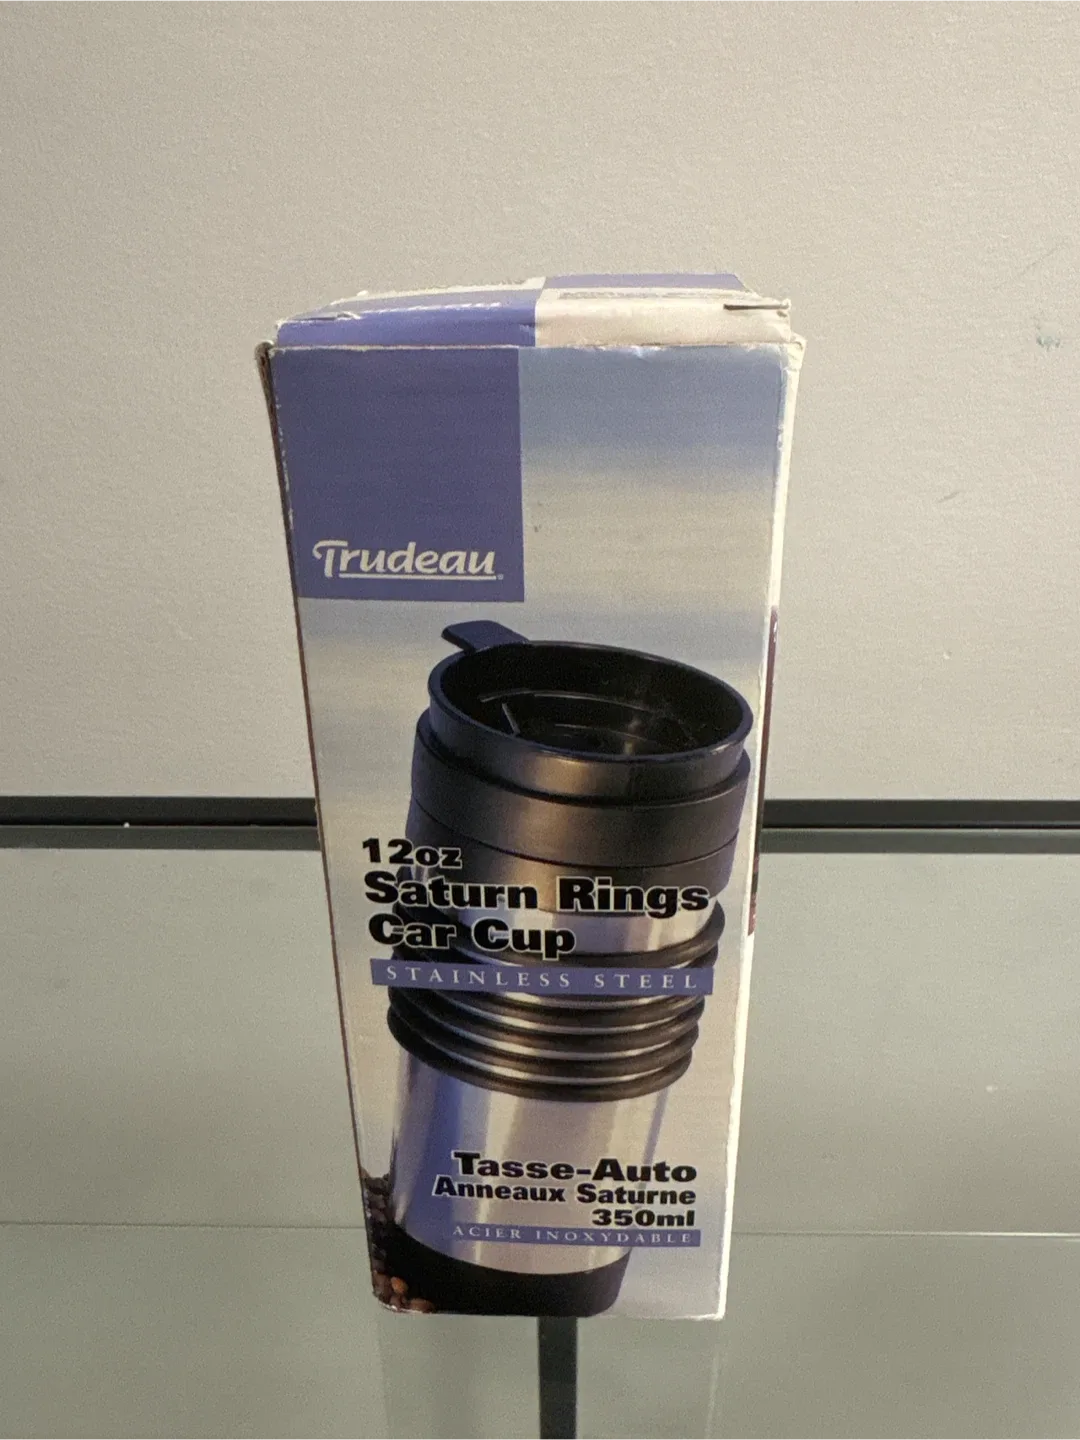 Trudeau
12oz
Saturn Rings
Car Cup
STAINLESS STEEL
Tasse-Auto
Anneaux Saturne
350ml
ACIER INOXYDABLE